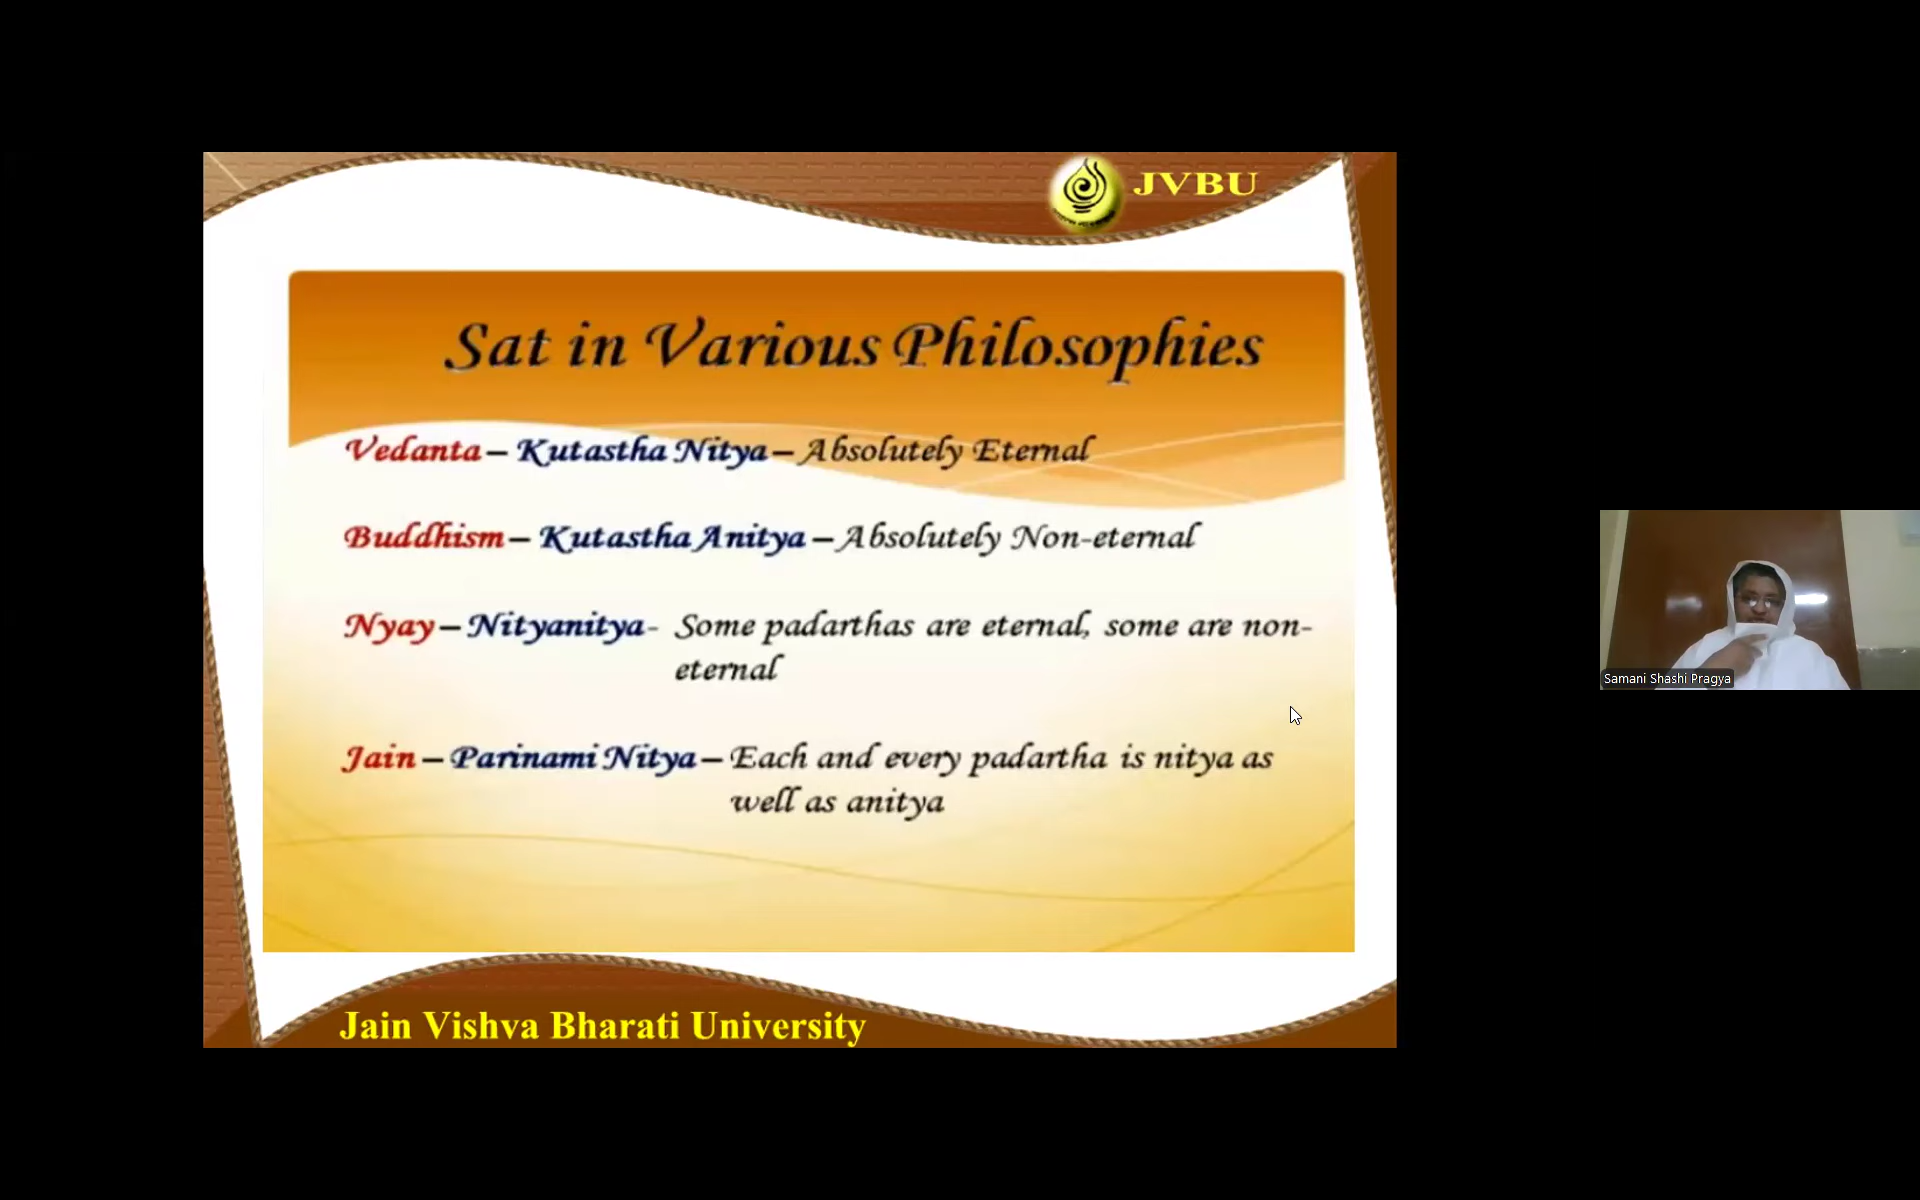 JVBU
Sat in Various Philosophies
Vedanta – Kutastha Nitya – Absolutely Eternal
Buddhism – Kutastha Anitya – Absolutely Non-eternal
Nyay – Nityanitya- Some padarthas are eternal, some are non-
eternal
Jain – Parinami Nitya – Each and every padartha is nitya as
well as anitya
Jain Vishva Bharati University
Samani Shashi Pragya